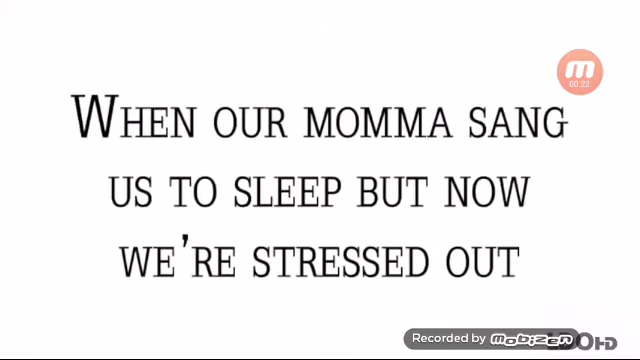 00:22
WHEN OUR MOMMA SANG
US TO SLEEP BUT NOW
WE'RE STRESSED OUT
Recorded by mobizen
HD